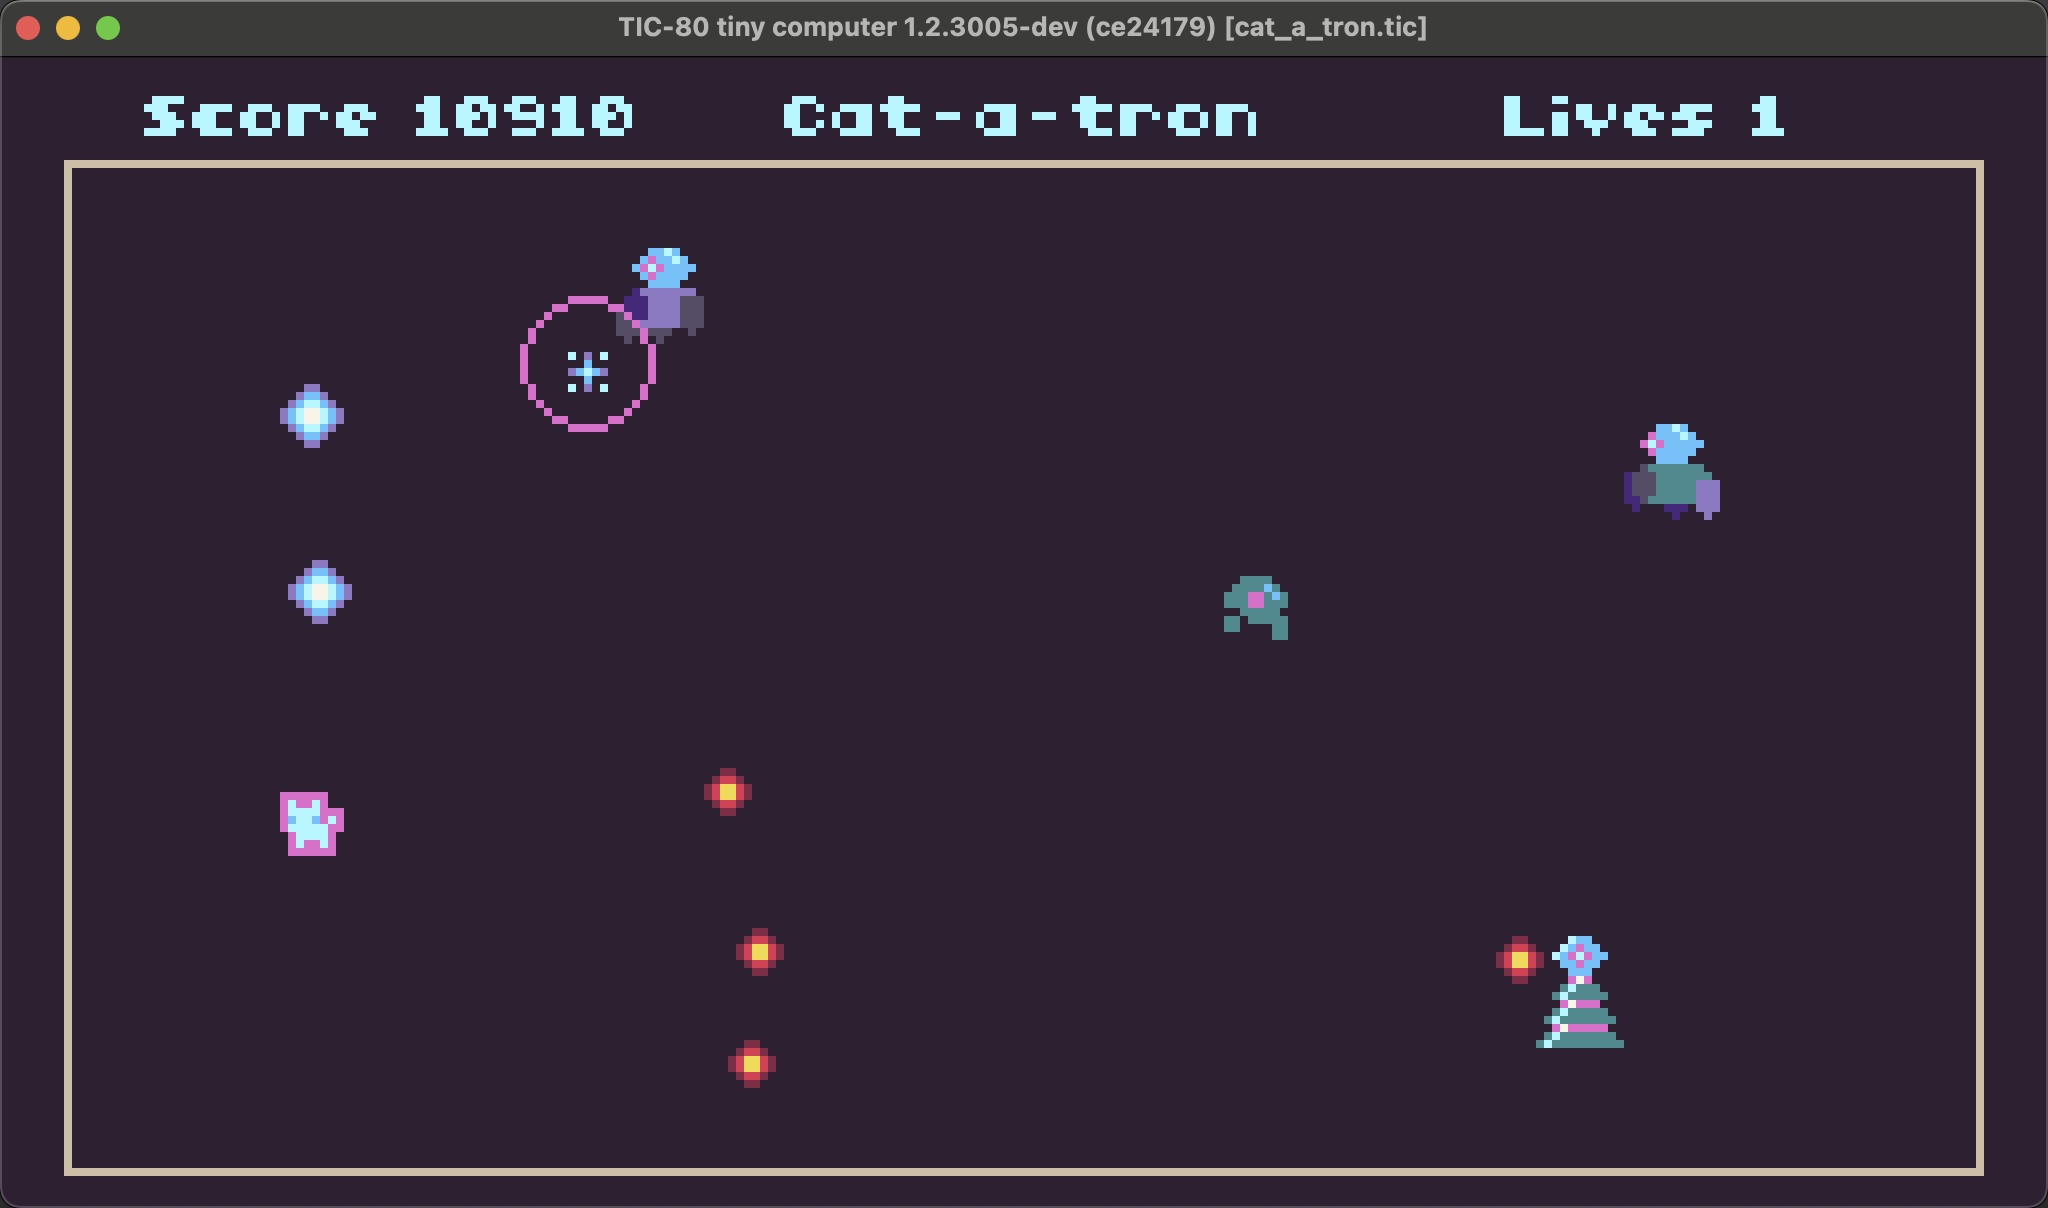 TIC-80 tiny computer 1.2.3005-dev (ce24179) [cat_a_tron.tic]
Score 10910 Cat-a-tron Lives 1